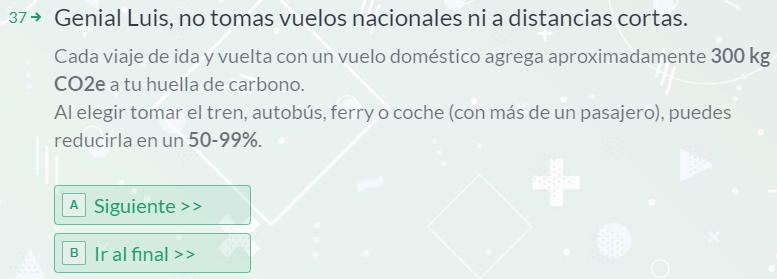 37→ Genial Luis, no tomas vuelos nacionales ni a distancias cortas.
Cada viaje de ida y vuelta con un vuelo doméstico agrega aproximadamente 300 kg
CO2e a tu huella de carbono.
Al elegir tomar el tren, autobús, ferry o coche (con más de un pasajero), puedes
reducirla en un 50-99%.
A Siguiente >>
B Ir al final >>